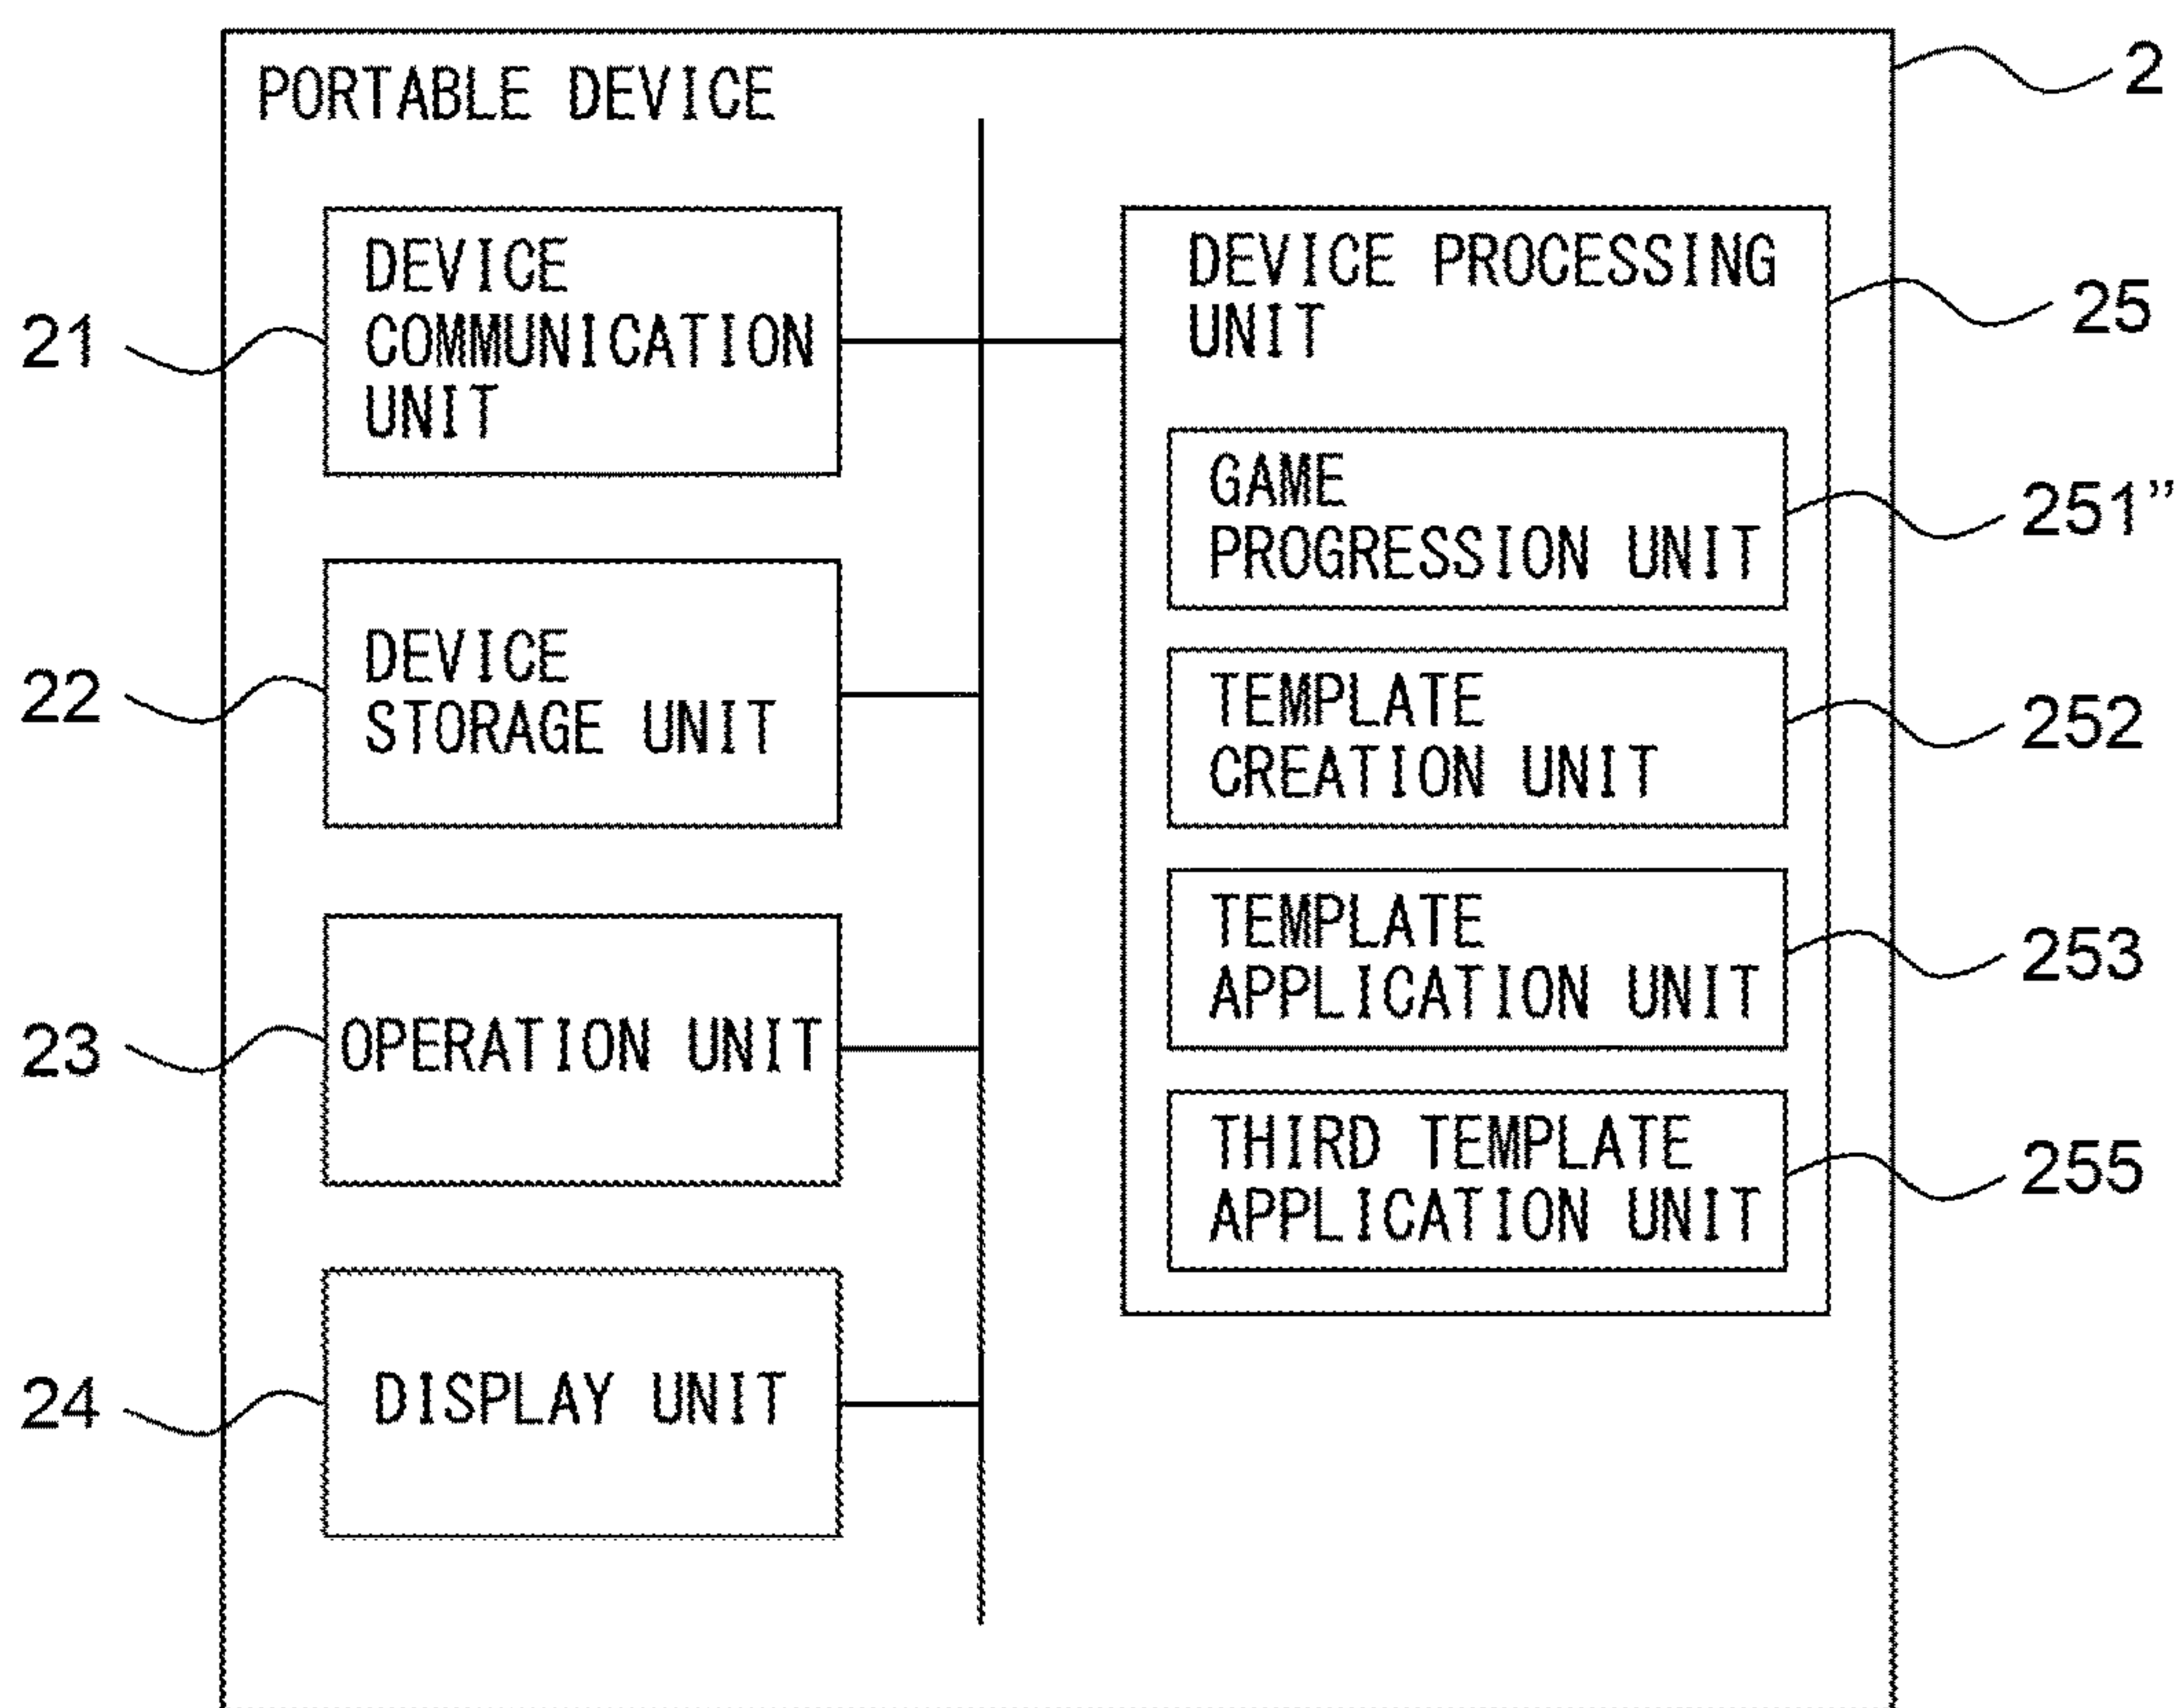 PORTABLE DEVICE
2
21
DEVICE
COMMUNICATION
UNIT
22
DEVICE
STORAGE UNIT
23
OPERATION UNIT
24
DISPLAY UNIT
DEVICE PROCESSING
UNIT
25
GAME
PROGRESSION UNIT
251”
TEMPLATE
CREATION UNIT
252
TEMPLATE
APPLICATION UNIT
253
THIRD TEMPLATE
APPLICATION UNIT
255